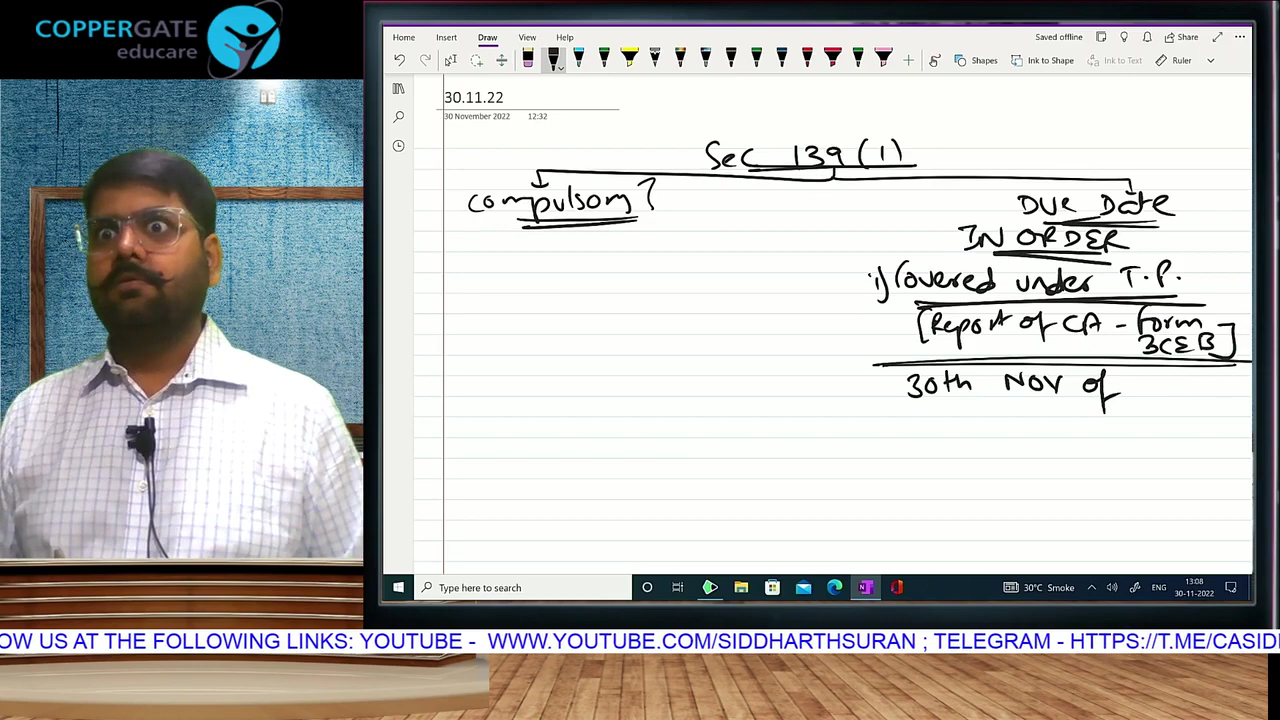 COPPERGATE
educare
Home Insert Draw View Help
Saved offline
Share
Shapes
Ink to Shape
Ink to Text
Ruler
30.11.22
30 November 2022 12:32
Sec 139(1)
compulsory?
DUE Date
IN ORDER
i) Covered under T.P.
[Report of CA - Form
3CEB]
30th NOV of
Type here to search
30°C Smoke
ENG
13:08
30-11-2022
OW US AT THE FOLLOWING LINKS: YOUTUBE - WWW.YOUTUBE.COM/SIDDHARTHSURAN ; TELEGRAM - HTTPS://T.ME/CASID